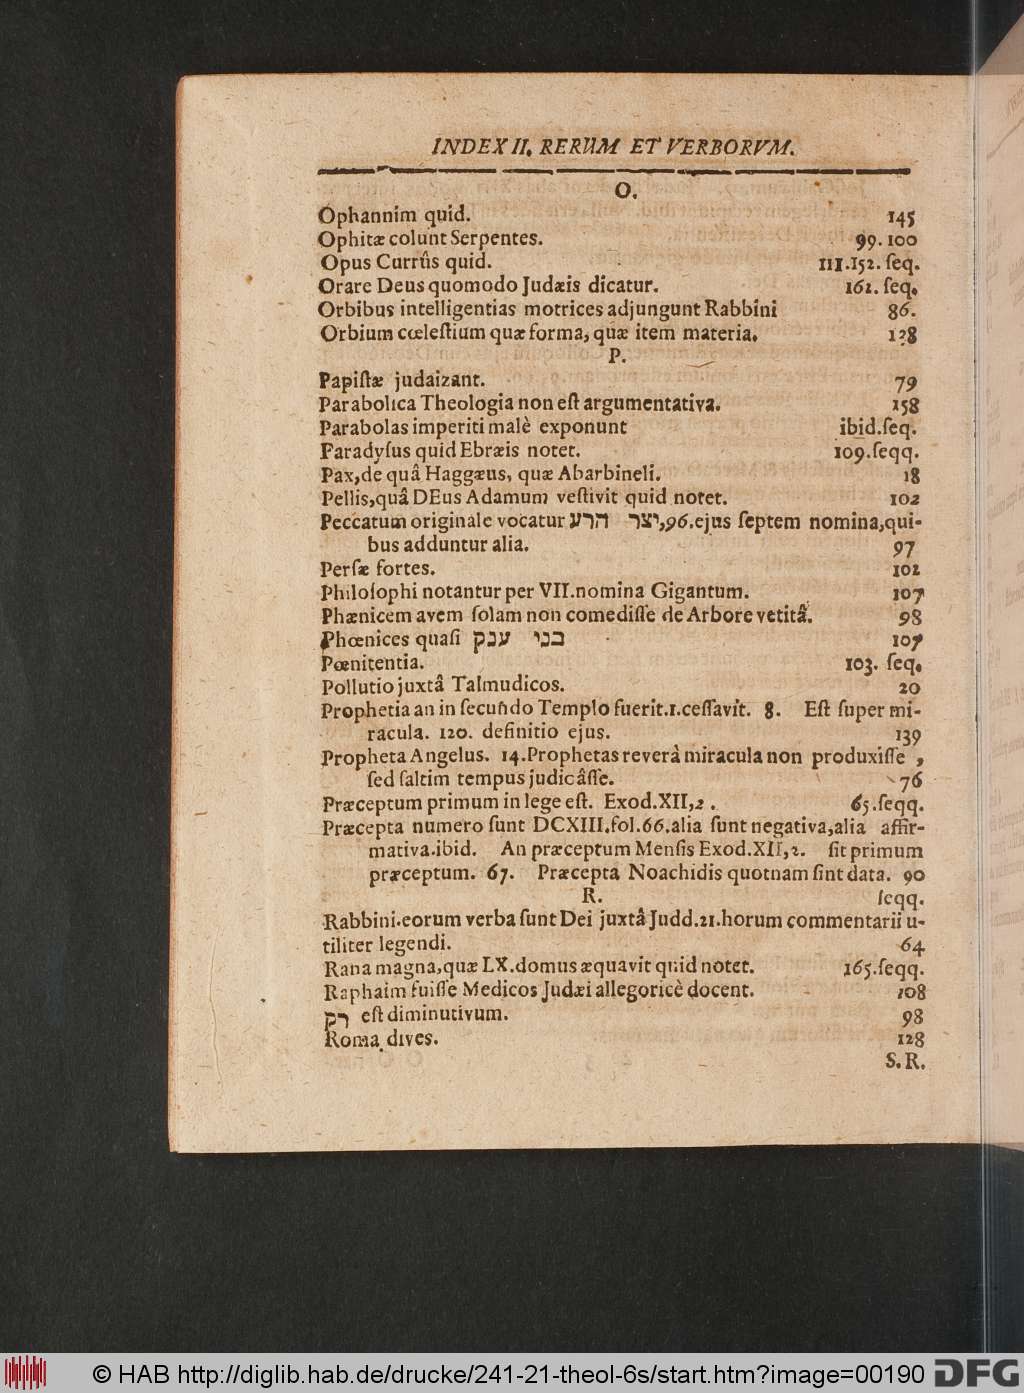 INDEX II. RERUM ET VERBORVM.
O.
Ophannim quid. 145
Ophitæ colunt Serpentes. 99. 100
Opus Currûs quid. 111.152. ſeq.
Orare Deus quomodo Judæis dicatur. 161. ſeq.
Orbibus intelligentias motrices adjungunt Rabbini 86.
Orbium cœleſtium quæ forma, quæ item materia. 128
P.
Papiſtæ judaizant. 79
Parabolica Theologia non eſt argumentativa. 158
Parabolas imperiti malè exponunt ibid.ſeq.
Paradyſus quid Ebræis notet. 109.ſeqq.
Pax, de quâ Haggæus, quæ Abarbineli. 18
Pellis, quâ DEus Adamum veſtivit quid notet. 102
Peccatum originale vocatur יצר הרע, 96. ejus ſeptem nomina, qui-
bus adduntur alia. 97
Perſæ fortes. 102
Philoſophi notantur per VII. nomina Gigantum. 107
Phænicem avem ſolam non comediſſe de Arbore vetitâ. 98
Phœnices quaſi בני ענק 107
Pœnitentia. 103. ſeq.
Pollutio juxtâ Talmudicos. 20
Prophetia an in ſecundo Templo fuerit. 1. ceſſavit. 8. Eſt ſuper mi-
racula. 120. definitio ejus. 139
Propheta Angelus. 14. Prophetas reverà miracula non produxiſſe,
ſed ſaltim tempus judicâſſe. 76
Præceptum primum in lege eſt. Exod. XII, 2. 65.ſeqq.
Præcepta numero ſunt DCXIII. fol. 66. alia ſunt negativa, alia affir-
mativa. ibid. An præceptum Menſis Exod. XII, 2. ſit primum
præceptum. 67. Præcepta Noachidis quotnam ſint data. 90
R. ſeqq.
Rabbini. eorum verba ſunt Dei juxtâ Judd. 21. horum commentarii u-
tiliter legendi. 64
Rana magna, quæ LX. domus æquavit quid notet. 165.ſeqq.
Raphaim fuiſſe Medicos Judæi allegoricè docent. 108
רק eſt diminutivum. 98
Roma dives. 128
S. R.
© HAB http://diglib.hab.de/drucke/241-21-theol-6s/start.htm?image=00190 DFG